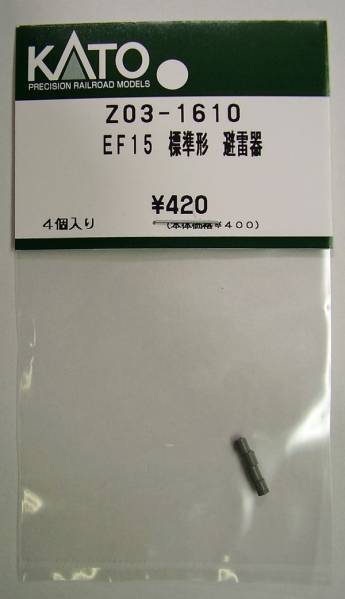 KATO
PRECISION RAILROAD MODELS
Z03-1610
EF15 標準形 避雷器
¥420
4個入り (本体価格¥400)